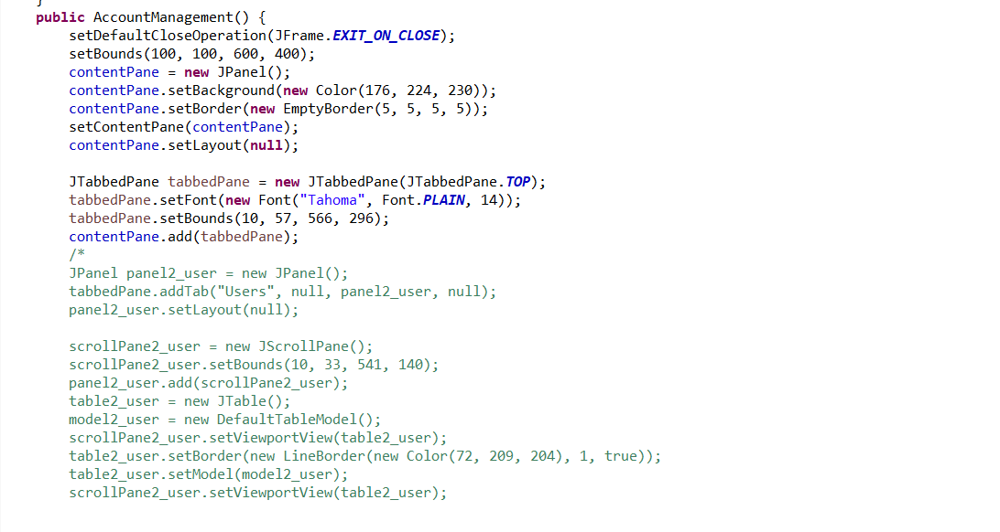 }
public AccountManagement() {
setDefaultCloseOperation(JFrame.EXIT_ON_CLOSE);
setBounds(100, 100, 600, 400);
contentPane = new JPanel();
contentPane.setBackground(new Color(176, 224, 230));
contentPane.setBorder(new EmptyBorder(5, 5, 5, 5));
setContentPane(contentPane);
contentPane.setLayout(null);
JTabbedPane tabbedPane = new JTabbedPane(JTabbedPane.TOP);
tabbedPane.setFont(new Font("Tahoma", Font.PLAIN, 14));
tabbedPane.setBounds(10, 57, 566, 296);
contentPane.add(tabbedPane);
/*
JPanel panel2_user = new JPanel();
tabbedPane.addTab("Users", null, panel2_user, null);
panel2_user.setLayout(null);
scrollPane2_user = new JScrollPane();
scrollPane2_user.setBounds(10, 33, 541, 140);
panel2_user.add(scrollPane2_user);
table2_user = new JTable();
model2_user = new DefaultTableModel();
scrollPane2_user.setViewportView(table2_user);
table2_user.setBorder(new LineBorder(new Color(72, 209, 204), 1, true));
table2_user.setModel(model2_user);
scrollPane2_user.setViewportView(table2_user);